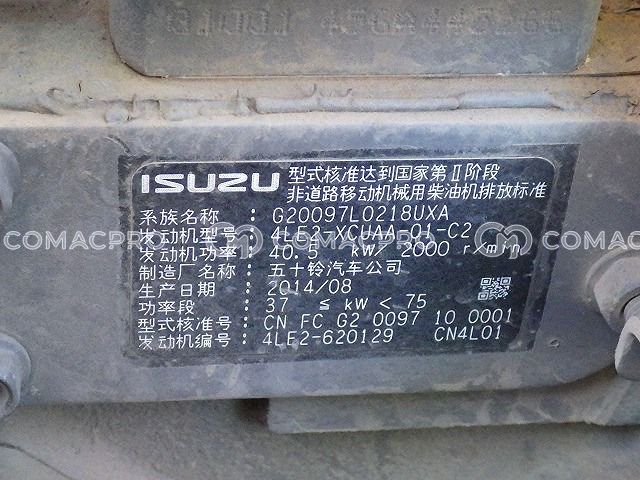 ISUZU
型式核准达到国家第Ⅱ阶段
非道路移动机械用柴油机排放标准
系族名称 : G20097L0218UXA
发动机型号 : 4LE2-XCUAA-01-C2
发动机功率 : 40.5 kW/ 2000 r/min
制造厂名称 : 五十铃汽车公司
生产日期 : 2014/08
功率段 : 37 ≤ kW < 75
型式核准号 : CN FC G2 0097 10 0001
发动机编号 : 4LE2-620129 CN4L01
COMACPRO COMACPRO COMACPRO